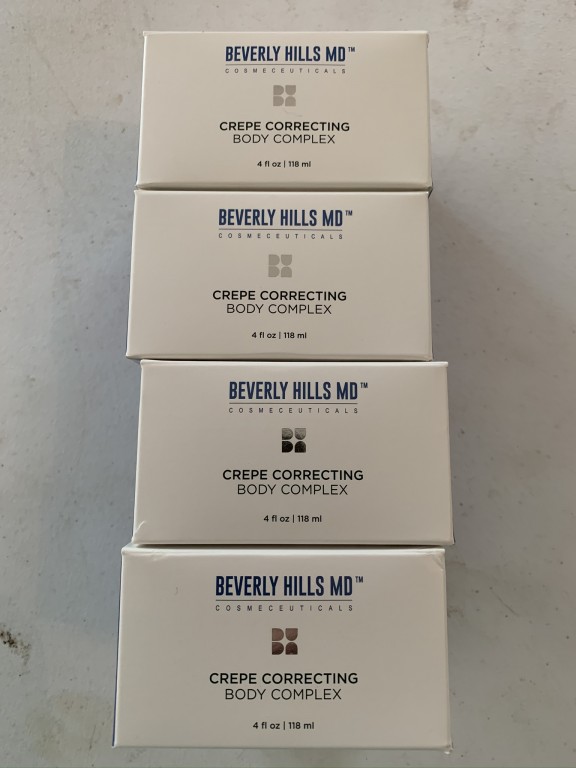 BEVERLY HILLS MD™
COSMECEUTICALS
CREPE CORRECTING
BODY COMPLEX
4 fl oz | 118 ml
BEVERLY HILLS MD™
COSMECEUTICALS
CREPE CORRECTING
BODY COMPLEX
4 fl oz | 118 ml
BEVERLY HILLS MD™
COSMECEUTICALS
CREPE CORRECTING
BODY COMPLEX
4 fl oz | 118 ml
BEVERLY HILLS MD™
COSMECEUTICALS
CREPE CORRECTING
BODY COMPLEX
4 fl oz | 118 ml